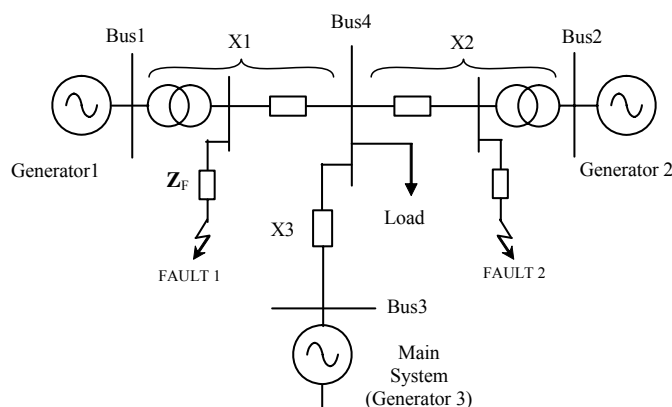 Bus4
Bus1
X1
X2
Bus2
Generator1
Generator 2
Z_F
Load
X3
FAULT 1
FAULT 2
Bus3
Main
System
(Generator 3)